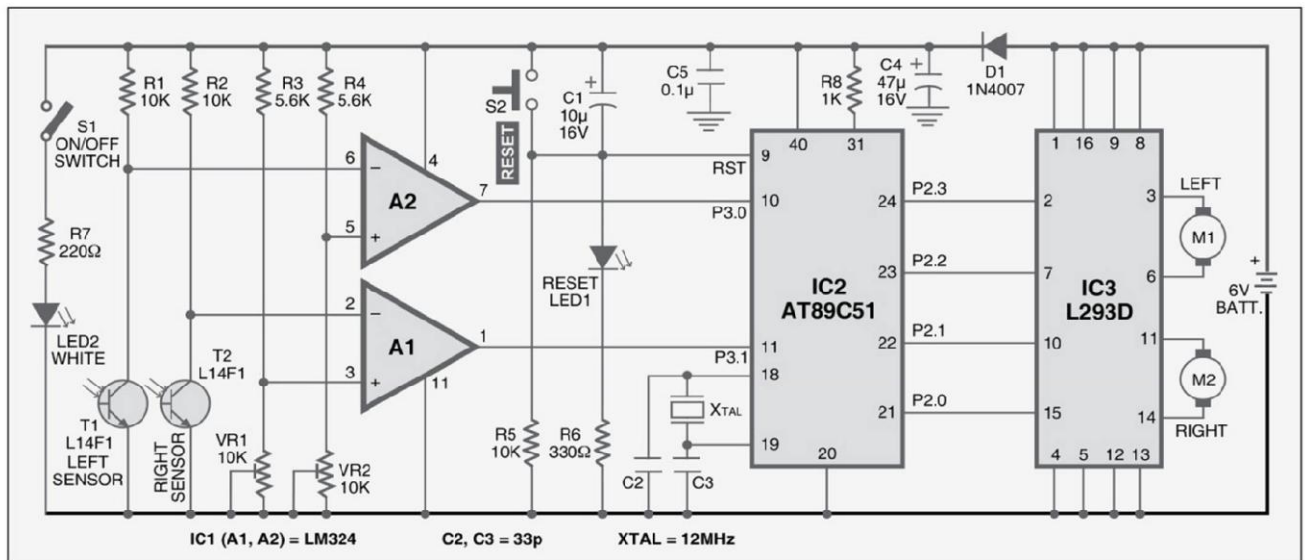 S1
ON/OFF
SWITCH
R7
220Ω
LED2
WHITE
R1
10K
R2
10K
R3
5.6K
R4
5.6K
T1
L14F1
LEFT
SENSOR
T2
L14F1
RIGHT
SENSOR
VR1
10K
VR2
10K
6
−
5
+
A2
4
7
2
−
3
+
A1
1
11
S2
RESET
C1
10µ
16V
+
RESET
LED1
R5
10K
R6
330Ω
C5
0.1µ
R8
1K
C4
47µ
16V
+
D1
1N4007
RST
P3.0
P3.1
9
10
11
18
19
40
31
20
24
23
22
21
IC2
AT89C51
XTAL
C2
C3
P2.3
P2.2
P2.1
P2.0
1
16
9
8
2
7
10
15
3
6
11
14
4
5
12
13
IC3
L293D
LEFT
M1
M2
RIGHT
+
6V
BATT.
IC1 (A1, A2) = LM324
C2, C3 = 33p
XTAL = 12MHz